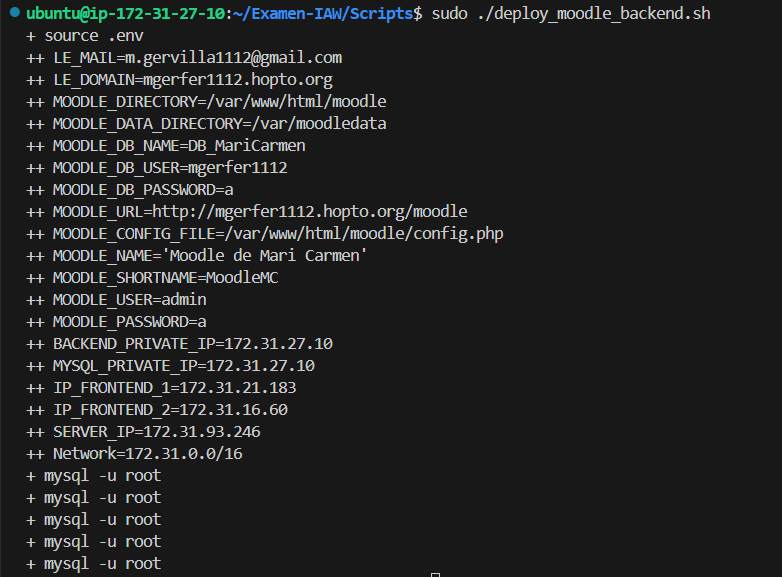 ubuntu@ip-172-31-27-10:~/Examen-IAW/Scripts$ sudo ./deploy_moodle_backend.sh
+ source .env
++ LE_MAIL=m.gervilla1112@gmail.com
++ LE_DOMAIN=mgerfer1112.hopto.org
++ MOODLE_DIRECTORY=/var/www/html/moodle
++ MOODLE_DATA_DIRECTORY=/var/moodledata
++ MOODLE_DB_NAME=DB_MariCarmen
++ MOODLE_DB_USER=mgerfer1112
++ MOODLE_DB_PASSWORD=a
++ MOODLE_URL=http://mgerfer1112.hopto.org/moodle
++ MOODLE_CONFIG_FILE=/var/www/html/moodle/config.php
++ MOODLE_NAME='Moodle de Mari Carmen'
++ MOODLE_SHORTNAME=MoodleMC
++ MOODLE_USER=admin
++ MOODLE_PASSWORD=a
++ BACKEND_PRIVATE_IP=172.31.27.10
++ MYSQL_PRIVATE_IP=172.31.27.10
++ IP_FRONTEND_1=172.31.21.183
++ IP_FRONTEND_2=172.31.16.60
++ SERVER_IP=172.31.93.246
++ Network=172.31.0.0/16
+ mysql -u root
+ mysql -u root
+ mysql -u root
+ mysql -u root
+ mysql -u root